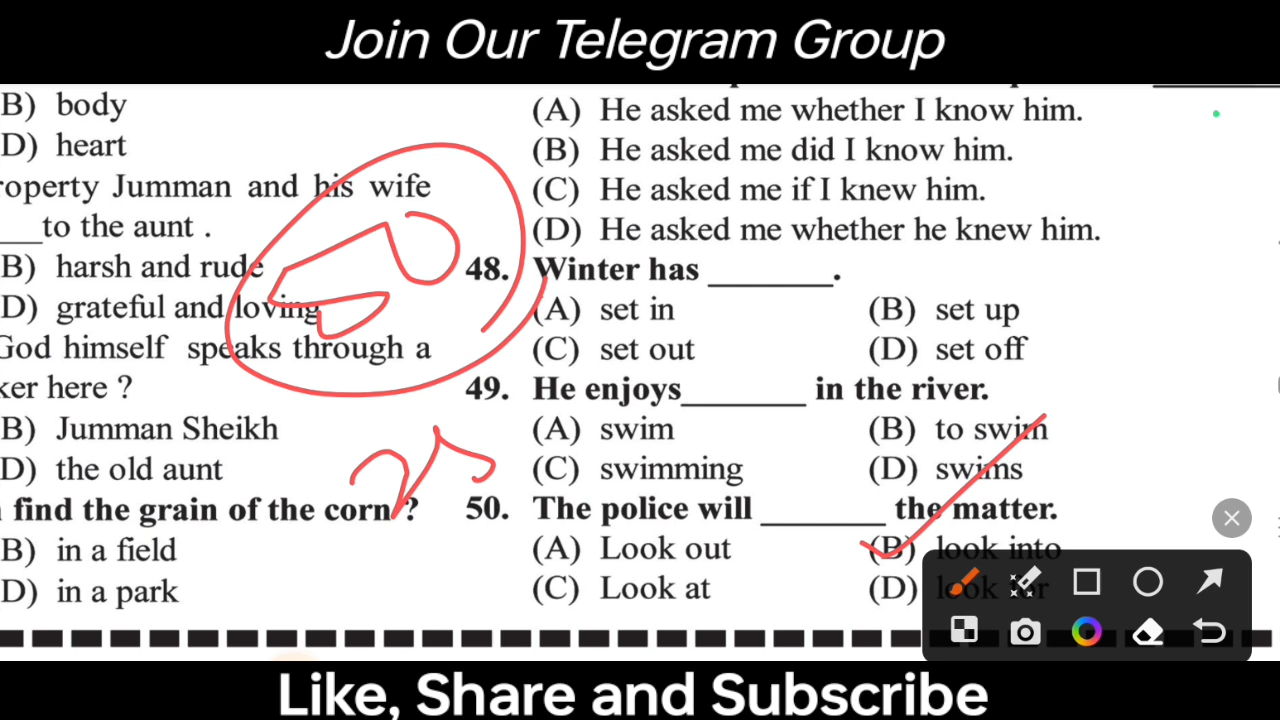 Join Our Telegram Group
B) body
D) heart
roperty Jumman and his wife
___to the aunt .
B) harsh and rude
D) grateful and loving
God himself speaks through a
ker here ?
B) Jumman Sheikh
D) the old aunt
find the grain of the corn ?
B) in a field
D) in a park
(A) He asked me whether I know him.
(B) He asked me did I know him.
(C) He asked me if I knew him.
(D) He asked me whether he knew him.
48. Winter has ________.
(A) set in (B) set up
(C) set out (D) set off
49. He enjoys________ in the river.
(A) swim (B) to swim
(C) swimming (D) swims
50. The police will ________ the matter.
(A) Look out (B) look into
(C) Look at (D) look for
Like, Share and Subscribe